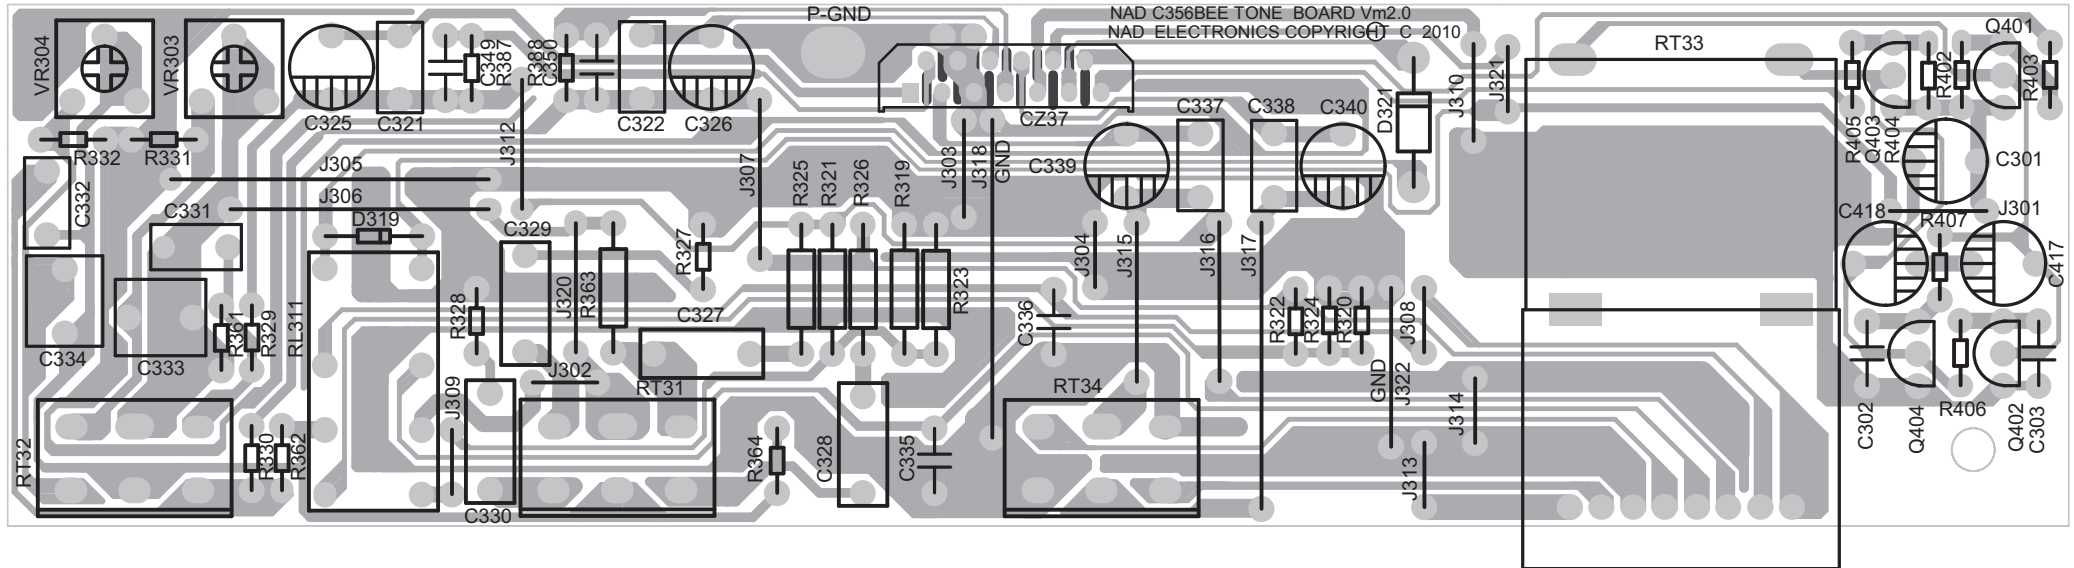 P-GND
NAD C356BEE TONE BOARD Vm2.0
NAD ELECTRONICS COPYRIGHT C 2010
Q401
RT33
VR304
VR303
C349
R387
R388
C350
J310
J321
R402
R403
C325
C321
C322
C326
CZ37
C337
C338
C340
D321
R405
Q403
R404
R332
R331
J312
J305
J307
J303
J318
GND
C339
C301
C332
J306
C331
D319
C329
R325
R321
R326
R319
C418
R407
J301
R327
J304
J315
J316
J317
C417
J320
R363
R323
R328
C327
C336
R322
R324
R320
J308
R361
R329
RL311
C334
C333
J302
RT31
J309
RT34
GND
J322
J314
R406
C302
Q404
Q402
C303
RT32
R330
R362
R364
C328
C335
J313
C330